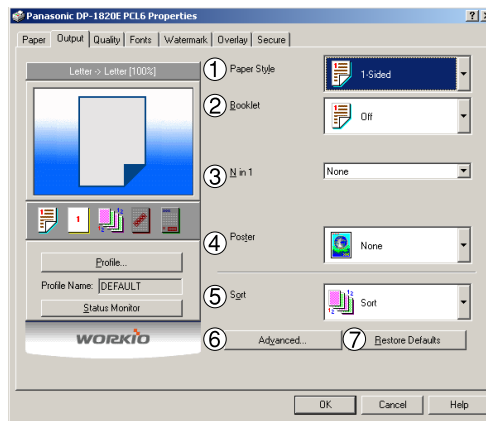 Panasonic DP-1820E PCL6 Properties
Paper Output Quality Fonts Watermark Overlay Secure
Letter -> Letter [100%]
① Paper Style 1-Sided
② Booklet Off
③ N in 1 None
④ Poster None
Profile...
Profile Name: DEFAULT
⑤ Sort Sort
Status Monitor
WORKIO
⑥ Advanced... ⑦ Restore Defaults
OK Cancel Help